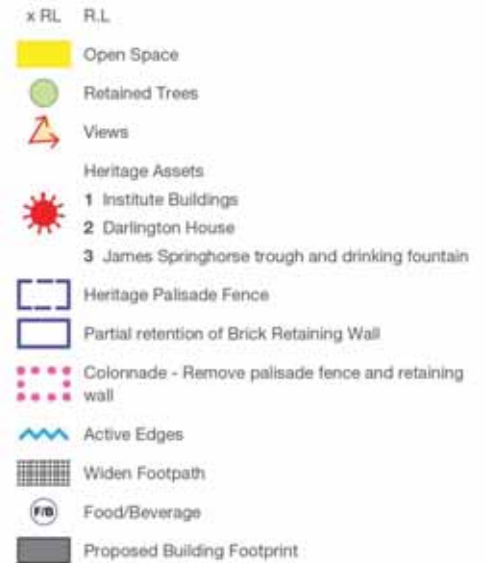 x RL R.L
Open Space
Retained Trees
Views
Heritage Assets
1 Institute Buildings
2 Darlington House
3 James Springhorse trough and drinking fountain
Heritage Palisade Fence
Partial retention of Brick Retaining Wall
Colonnade - Remove palisade fence and retaining
wall
Active Edges
Widen Footpath
F/B Food/Beverage
Proposed Building Footprint